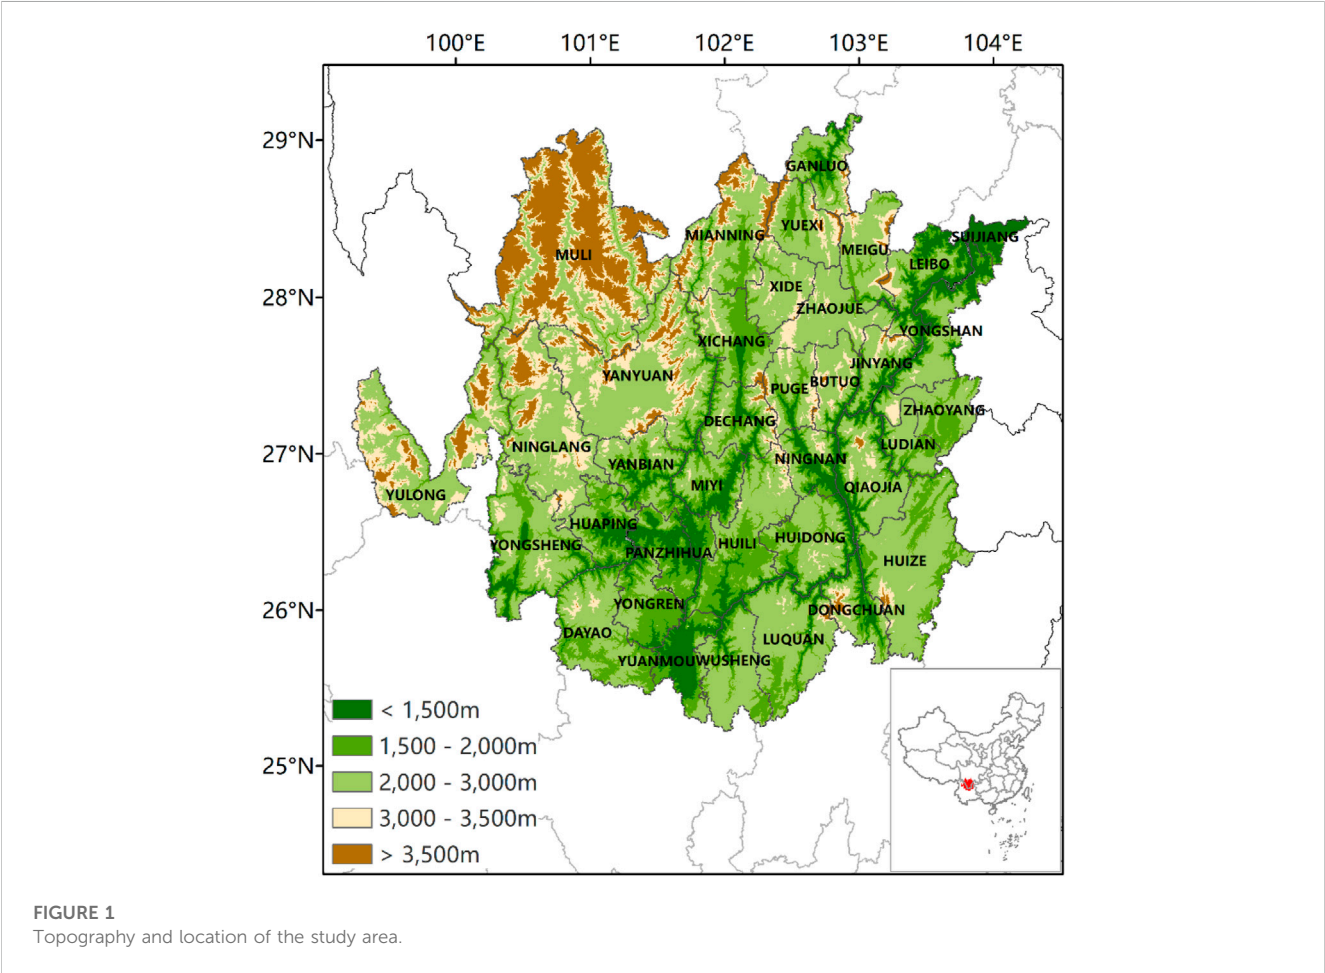 100°E 101°E 102°E 103°E 104°E
29°N
28°N
27°N
26°N
25°N
GANLUO
YUEXI
MIANNING
SUIJIANG
MEIGU
MULI
LEIBO
XIDE
ZHAOJUE
YONGSHAN
XICHANG
JINYANG
YANYUAN
PUGE
BUTUO
ZHAOYANG
DECHANG
LUDIAN
NINGLANG
YANBIAN
NINGNAN
MIYI
QIAOJIA
YULONG
HUAPING
HUIDONG
YONGSHENG
HUILI
PANZHIHUA
HUIZE
YONGREN
DONGCHUAN
DAYAO
LUQUAN
YUANMOU
WUSHENG
< 1,500m
1,500 - 2,000m
2,000 - 3,000m
3,000 - 3,500m
> 3,500m
FIGURE 1
Topography and location of the study area.